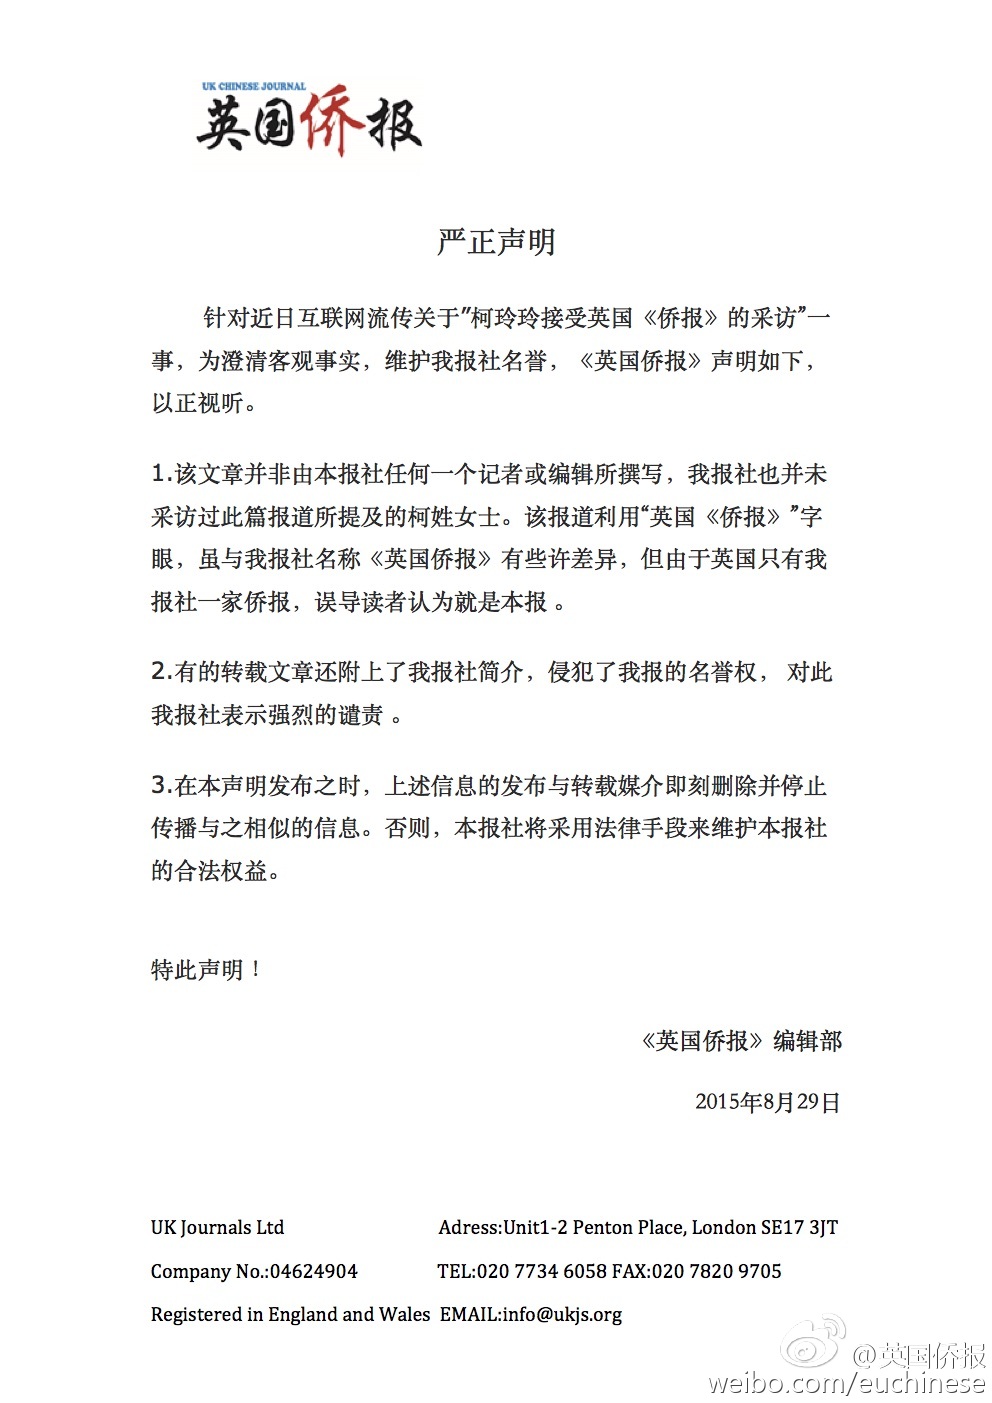 UK CHINESE JOURNAL
英国侨报
严正声明
针对近日互联网流传关于“柯玲玲接受英国《侨报》的采访”一
事，为澄清客观事实，维护我报社名誉，《英国侨报》声明如下，
以正视听。
1.该文章并非由本报社任何一个记者或编辑所撰写，我报社也并未
采访过此篇报道所提及的柯姓女士。该报道利用“英国《侨报》”字
眼，虽与我报社名称《英国侨报》有些许差异，但由于英国只有我
报社一家侨报，误导读者认为就是本报 。
2.有的转载文章还附上了我报社简介，侵犯了我报的名誉权， 对此
我报社表示强烈的谴责 。
3.在本声明发布之时，上述信息的发布与转载媒介即刻删除并停止
传播与之相似的信息。否则，本报社将采用法律手段来维护本报社
的合法权益。
特此声明！
《英国侨报》编辑部
2015年8月29日
UK Journals Ltd Adress:Unit1-2 Penton Place, London SE17 3JT
Company No.:04624904 TEL:020 7734 6058 FAX:020 7820 9705
Registered in England and Wales EMAIL:info@ukjs.org
@英国侨报
weibo.com/euchinese